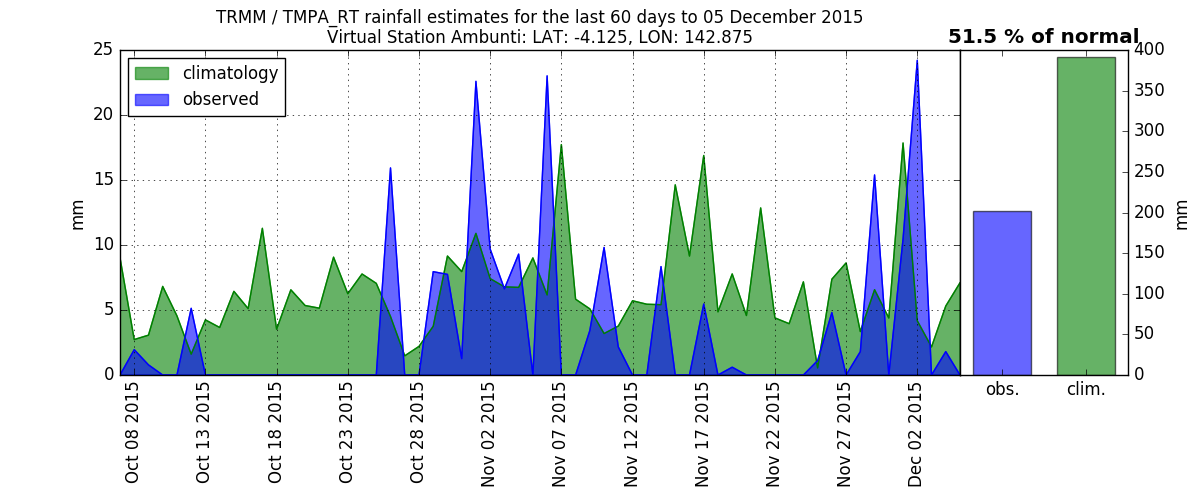 TRMM / TMPA_RT rainfall estimates for the last 60 days to 05 December 2015
Virtual Station Ambunti: LAT: -4.125, LON: 142.875
51.5 % of normal
climatology
observed
mm
25
20
15
10
5
0
Oct 08 2015
Oct 13 2015
Oct 18 2015
Oct 23 2015
Oct 28 2015
Nov 02 2015
Nov 07 2015
Nov 12 2015
Nov 17 2015
Nov 22 2015
Nov 27 2015
Dec 02 2015
400
350
300
250
200
150
100
50
0
mm
obs.
clim.